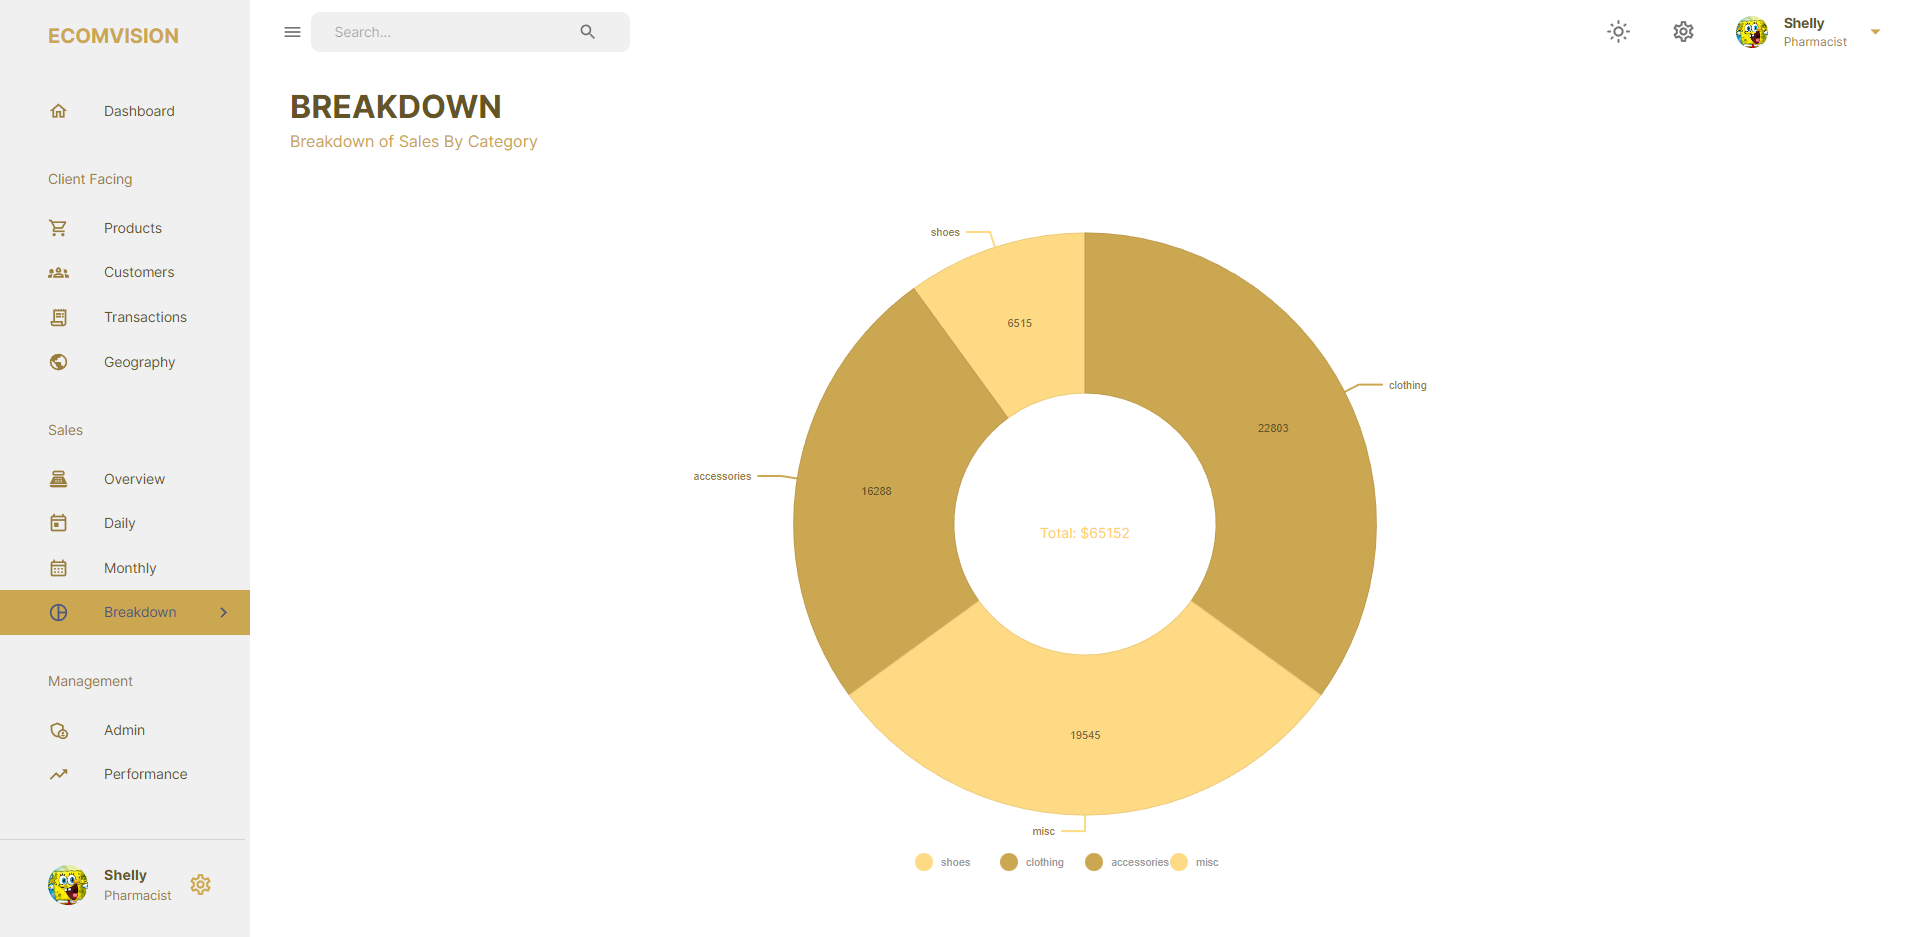 ECOMVISION
Dashboard
Client Facing
Products
Customers
Transactions
Geography
Sales
Overview
Daily
Monthly
Breakdown
Management
Admin
Performance
Shelly
Pharmacist
Search...
Shelly
Pharmacist
BREAKDOWN
Breakdown of Sales By Category
shoes
6515
clothing
22803
accessories
16288
Total: $65152
19545
misc
shoes clothing accessories misc